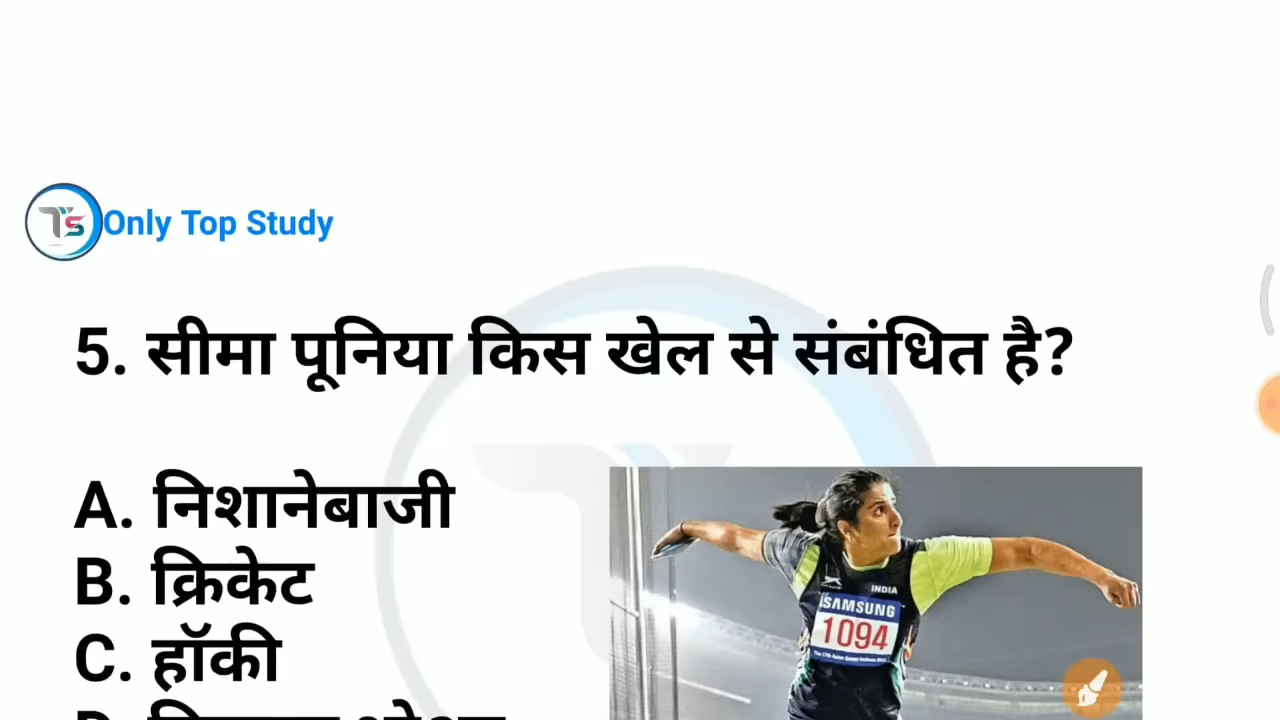 Only Top Study
5. सीमा पूनिया किस खेल से संबंधित है?
A. निशानेबाजी
B. क्रिकेट
C. हॉकी
INDIA
SAMSUNG
1094